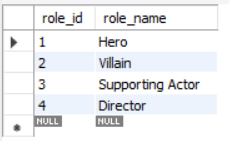 role_id role_name
1 Hero
2 Villain
3 Supporting Actor
4 Director
NULL NULL